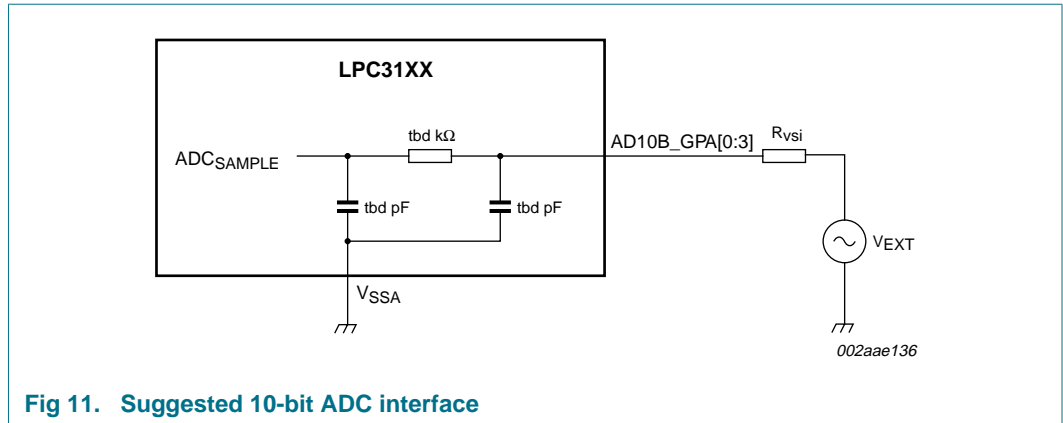 LPC31XX
tbd kΩ
AD10B_GPA[0:3]
Rvsi
ADCSAMPLE
tbd pF
tbd pF
VEXT
VSSA
002aae136
Fig 11. Suggested 10-bit ADC interface